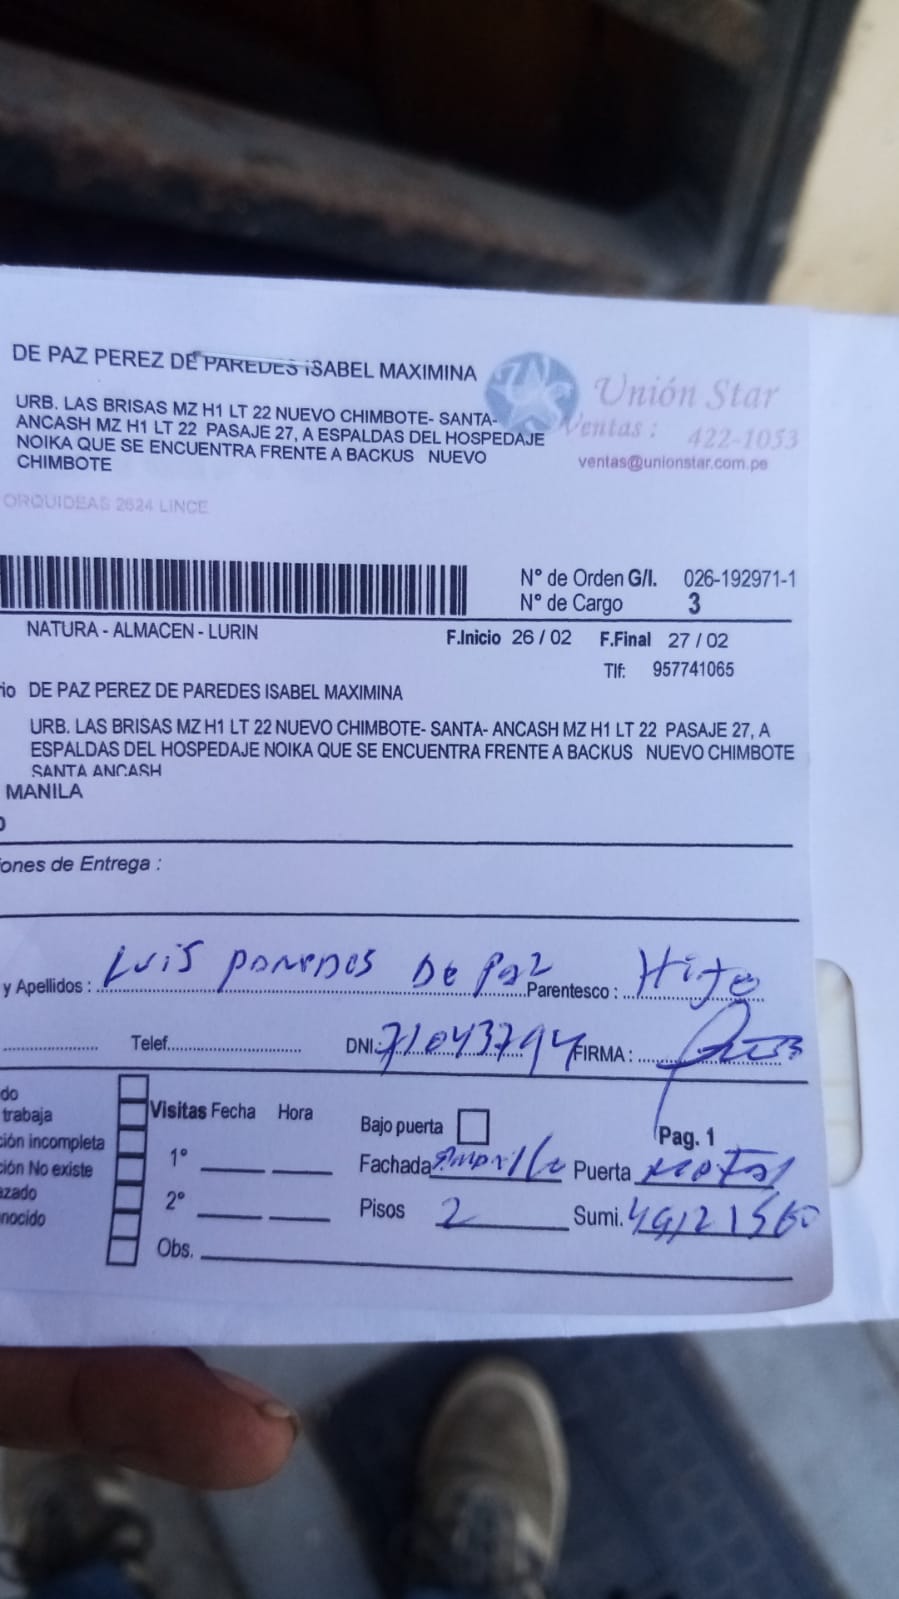 DE PAZ PEREZ DE PAREDES ISABEL MAXIMINA
URB. LAS BRISAS MZ H1 LT 22 NUEVO CHIMBOTE- SANTA-
ANCASH MZ H1 LT 22 PASAJE 27, A ESPALDAS DEL HOSPEDAJE
NOIKA QUE SE ENCUENTRA FRENTE A BACKUS NUEVO
CHIMBOTE
Unión Star
Ventas : 422-1053
ventas@unionstar.com.pe
ORQUIDEAS 2624 LINCE
N° de Orden G/I. 026-192971-1
N° de Cargo 3
NATURA - ALMACEN - LURIN
F.Inicio 26 / 02 F.Final 27 / 02
Tlf: 957741065
rio DE PAZ PEREZ DE PAREDES ISABEL MAXIMINA
URB. LAS BRISAS MZ H1 LT 22 NUEVO CHIMBOTE- SANTA- ANCASH MZ H1 LT 22 PASAJE 27, A
ESPALDAS DEL HOSPEDAJE NOIKA QUE SE ENCUENTRA FRENTE A BACKUS NUEVO CHIMBOTE
SANTA ANCASH
MANILA
iones de Entrega :
y Apellidos : Luis Paredes De Paz Parentesco : Hijo
Telef. DNI: 71043794 FIRMA :
do
trabaja
ción incompleta
ción No existe
azado
nocido
Visitas Fecha Hora
1°
2°
Obs.
Bajo puerta
Pag. 1
Fachada Puerta
Pisos 2 Sumi.